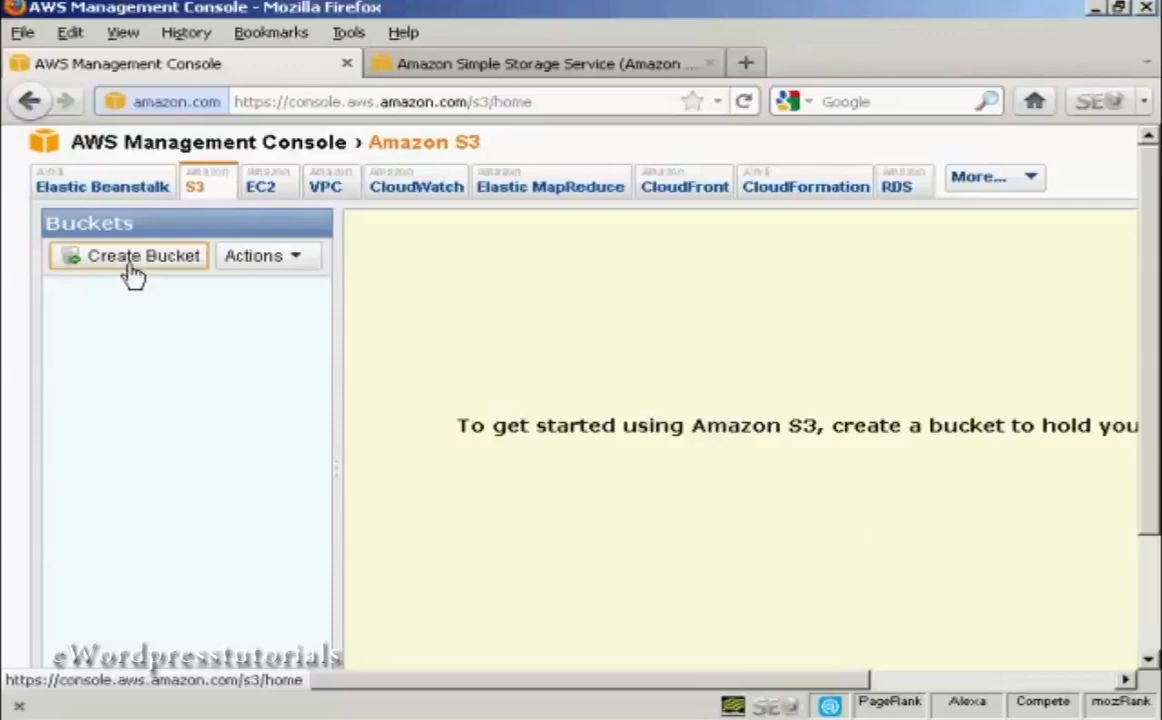 AWS Management Console - Mozilla Firefox
File Edit View History Bookmarks Tools Help
AWS Management Console Amazon Simple Storage Service (Amazon ...
amazon.com https://console.aws.amazon.com/s3/home Google SE
AWS Management Console › Amazon S3
Elastic Beanstalk S3 EC2 VPC CloudWatch Elastic MapReduce CloudFront CloudFormation RDS More...
Buckets
Create Bucket Actions
To get started using Amazon S3, create a bucket to hold you
eWordpresstutorials
https://console.aws.amazon.com/s3/home
SE PageRank Alexa Compete mozRank